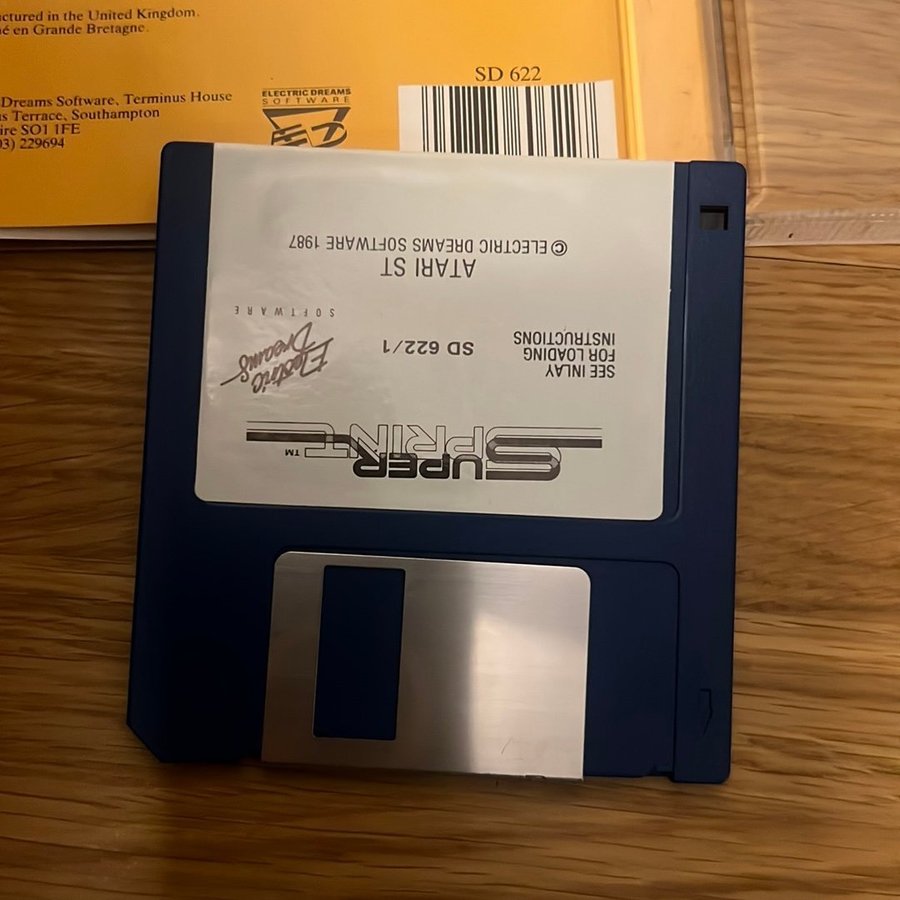 ctured in the United Kingdom.
é en Grande Bretagne.
Dreams Software, Terminus House
s Terrace, Southampton
ire SO1 1FE
3) 229694
ELECTRIC DREAMS
SOFTWARE
SD 622
SUPER
SPRINT ™
SEE INLAY
FOR LOADING
INSTRUCTIONS
SD 622/1
Electric
Dreams
SOFTWARE
ATARI ST
© ELECTRIC DREAMS SOFTWARE 1987